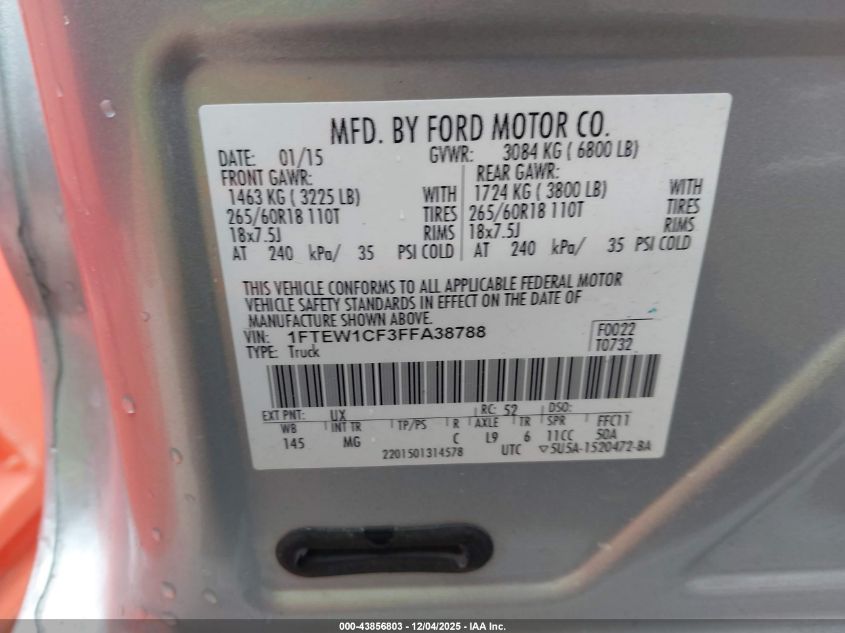 MFD. BY FORD MOTOR CO.
DATE: 01/15 GVWR: 3084 KG ( 6800 LB)
FRONT GAWR: REAR GAWR:
1463 KG ( 3225 LB) WITH 1724 KG ( 3800 LB) WITH
265/60R18 110T TIRES 265/60R18 110T TIRES
18x7.5J RIMS 18x7.5J RIMS
AT 240 kPa/ 35 PSI COLD AT 240 kPa/ 35 PSI COLD
THIS VEHICLE CONFORMS TO ALL APPLICABLE FEDERAL MOTOR
VEHICLE SAFETY STANDARDS IN EFFECT ON THE DATE OF
MANUFACTURE SHOWN ABOVE.
VIN: 1FTEW1CF3FFA38788 F0022
TYPE: Truck T0732
EXT PNT: UX RC: 52 DSO:
WB INT TR TP/PS R AXLE TR SPR FFC11
145 MG C L9 6 11CC 5DA
2201501314578 UTC ▽5U5A-1520472-BA
000-43856803 - 12/04/2025 - IAA Inc.